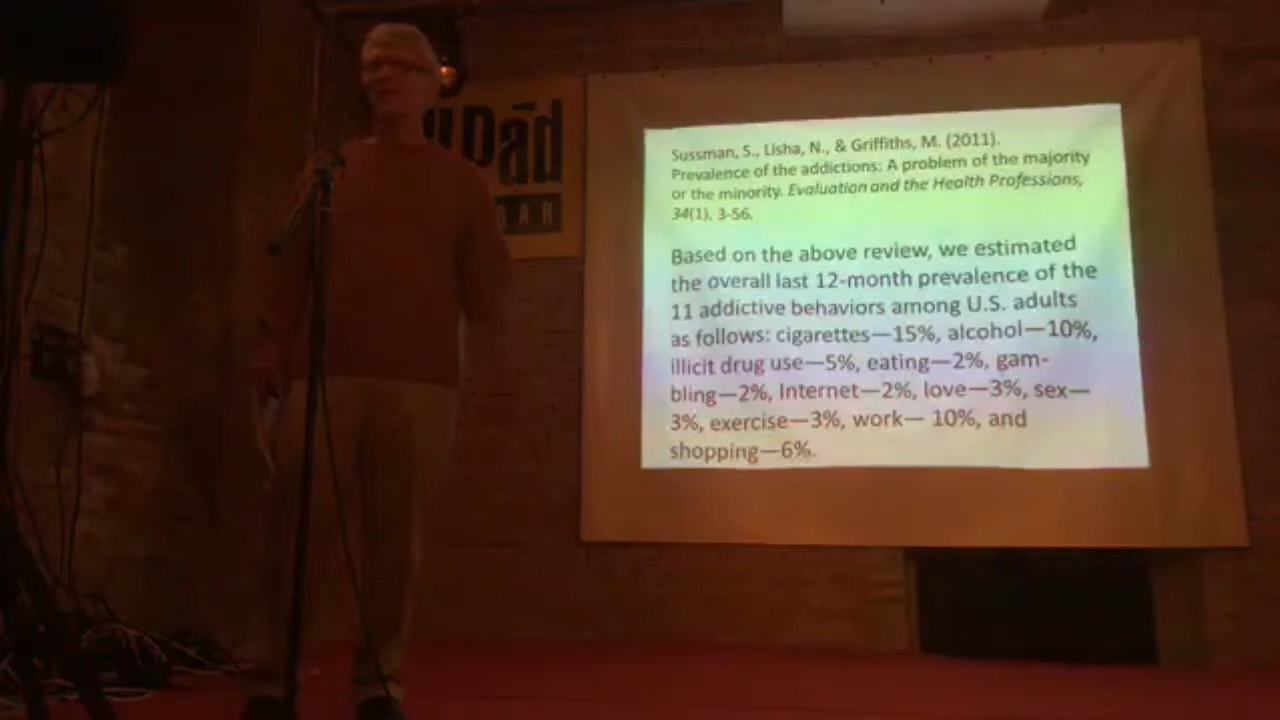 Pad
BAR
Sussman, S., Lisha, N., & Griffiths, M. (2011).
Prevalence of the addictions: A problem of the majority
or the minority. Evaluation and the Health Professions,
34(1), 3-56.
Based on the above review, we estimated
the overall last 12-month prevalence of the
11 addictive behaviors among U.S. adults
as follows: cigarettes—15%, alcohol—10%,
illicit drug use—5%, eating—2%, gam-
bling—2%, Internet—2%, love—3%, sex—
3%, exercise—3%, work— 10%, and
shopping—6%.